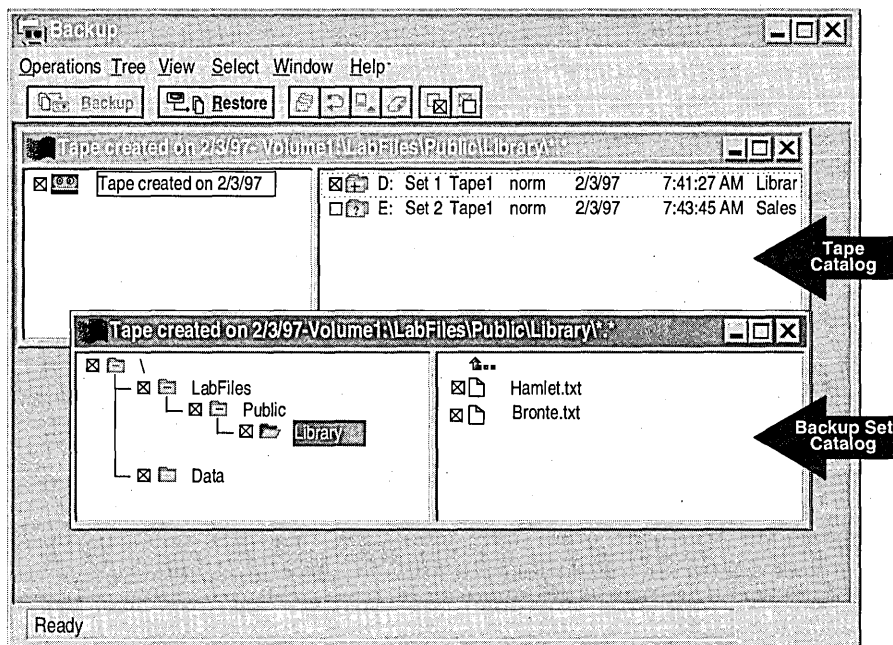 Backup
Operations Tree View Select Window Help
Backup Restore
Tape created on 2/3/97- Volume1:\LabFiles\Public\Library\*.*
Tape created on 2/3/97
D: Set 1 Tape1 norm 2/3/97 7:41:27 AM Librar
E: Set 2 Tape1 norm 2/3/97 7:43:45 AM Sales
Tape
Catalog
Tape created on 2/3/97-Volume1:\LabFiles\Public\Library\*.*
\
LabFiles
Public
Library
Data
Hamlet.txt
Bronte.txt
Backup Set
Catalog
Ready